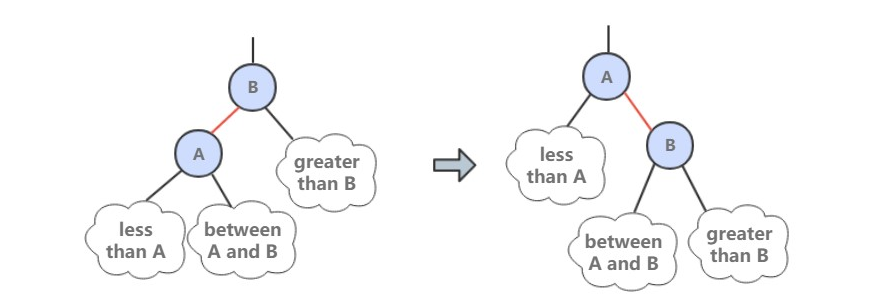 B
A
less
than A
between
A and B
greater
than B
A
less
than A
B
between
A and B
greater
than B